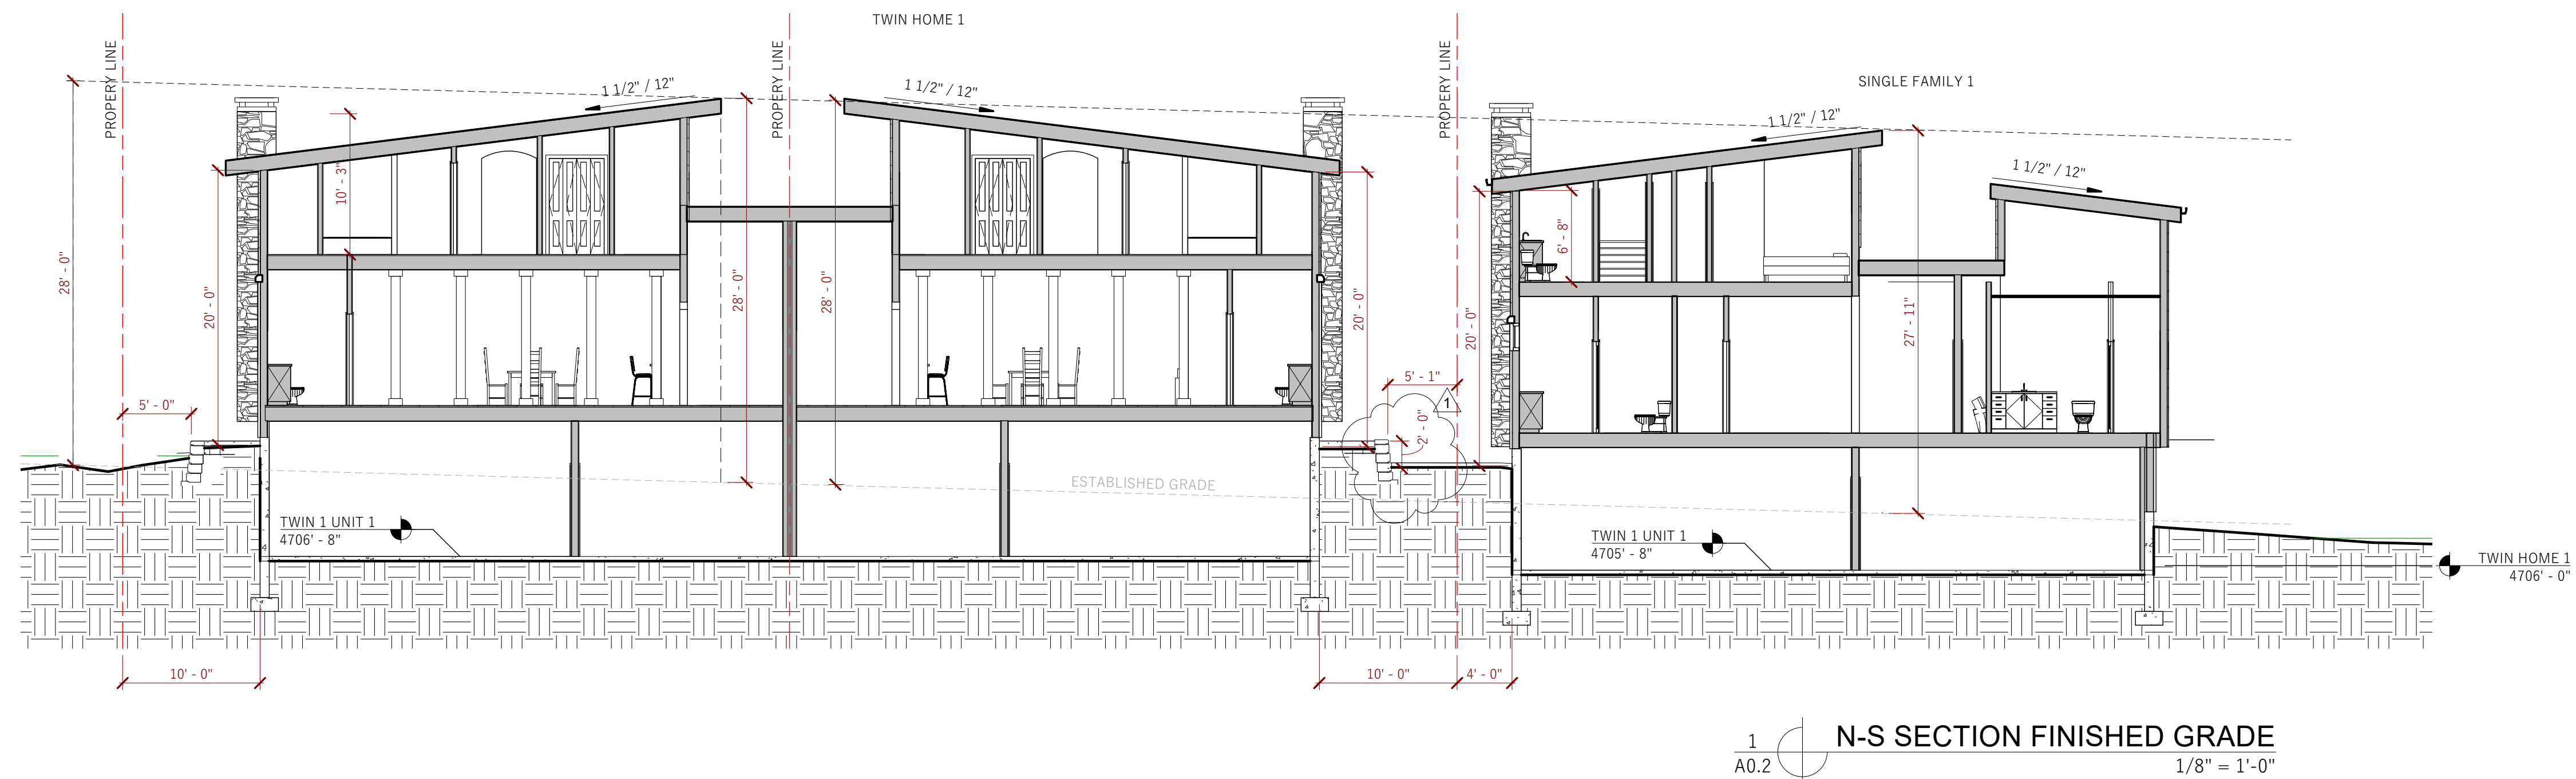 TWIN HOME 1
PROPERY LINE
PROPERY LINE
PROPERY LINE
SINGLE FAMILY 1
1 1/2" / 12"
1 1/2" / 12"
1 1/2" / 12"
1 1/2" / 12"
28' - 0"
20' - 0"
10' - 3"
28' - 0"
28' - 0"
20' - 0"
20' - 0"
6' - 8"
27' - 11"
5' - 0"
5' - 1"
1
2' - 0"
ESTABLISHED GRADE
TWIN 1 UNIT 1
4706' - 8"
TWIN 1 UNIT 1
4705' - 8"
TWIN HOME 1
4706' - 0"
10' - 0"
10' - 0"
4' - 0"
1
A0.2
N-S SECTION FINISHED GRADE
1/8" = 1'-0"